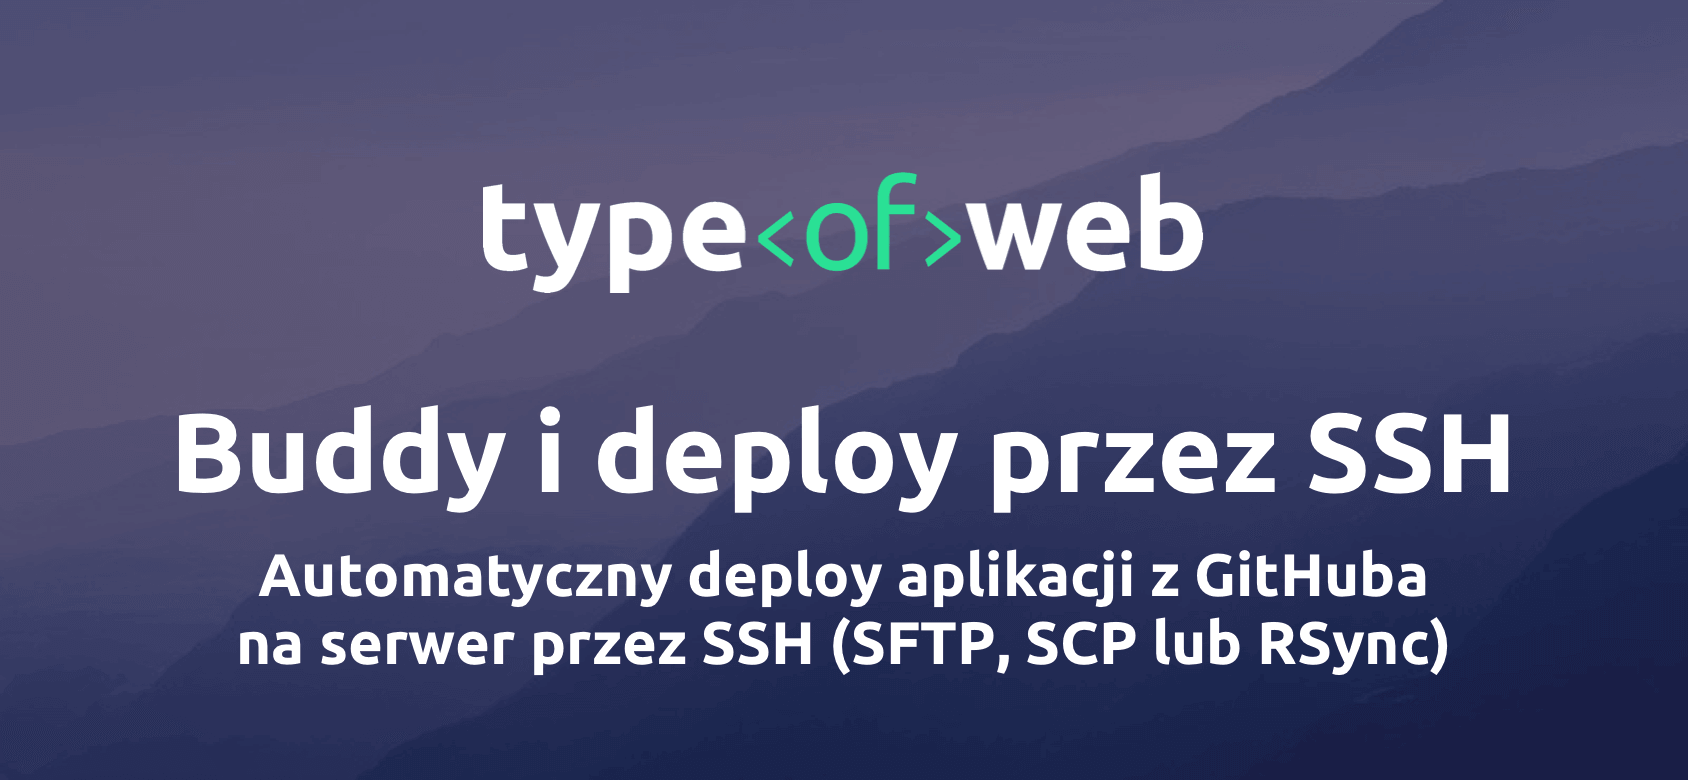 type<of>web
Buddy i deploy przez SSH
Automatyczny deploy aplikacji z GitHuba
na serwer przez SSH (SFTP, SCP lub RSync)